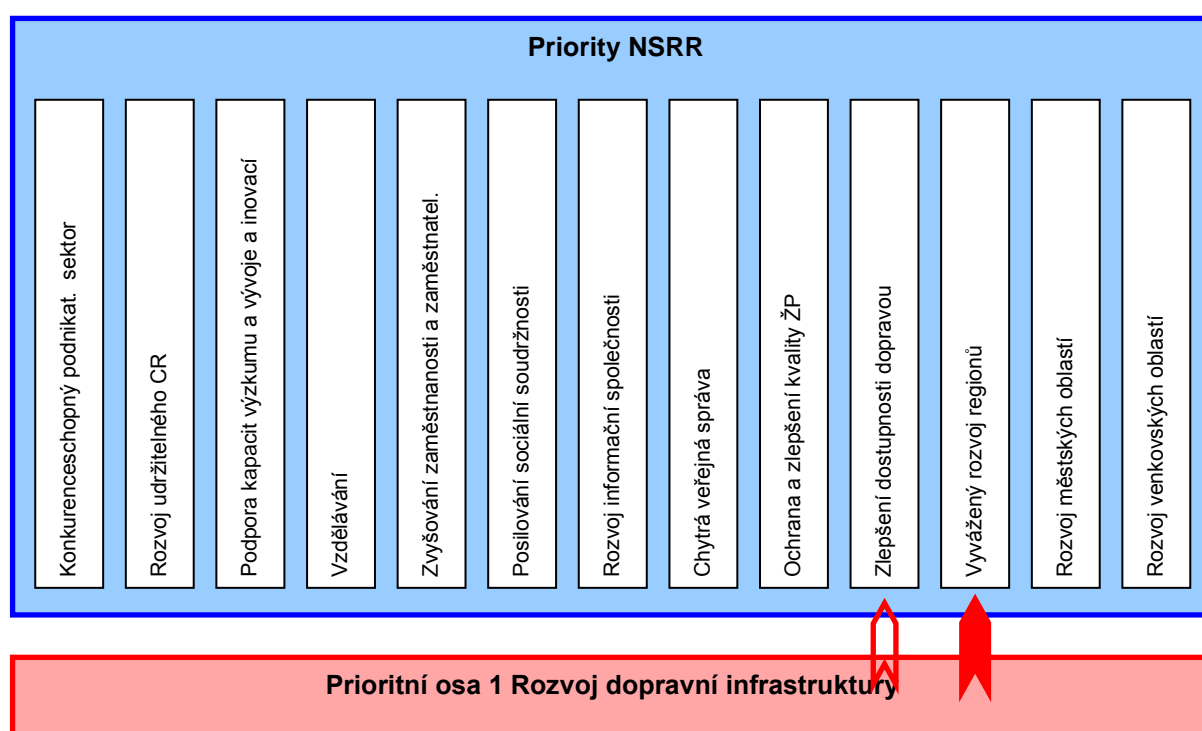 Priority NSRR
Konkurenceschopný podnikat. sektor
Rozvoj udržitelného CR
Podpora kapacit výzkumu a vývoje a inovací
Vzdělávání
Zvyšování zaměstnanosti a zaměstnatel.
Posilování sociální soudržnosti
Rozvoj informační společnosti
Chytrá veřejná správa
Ochrana a zlepšení kvality ŽP
Zlepšení dostupnosti dopravou
Vyvážený rozvoj regionů
Rozvoj městských oblastí
Rozvoj venkovských oblastí
Prioritní osa 1 Rozvoj dopravní infrastruktury